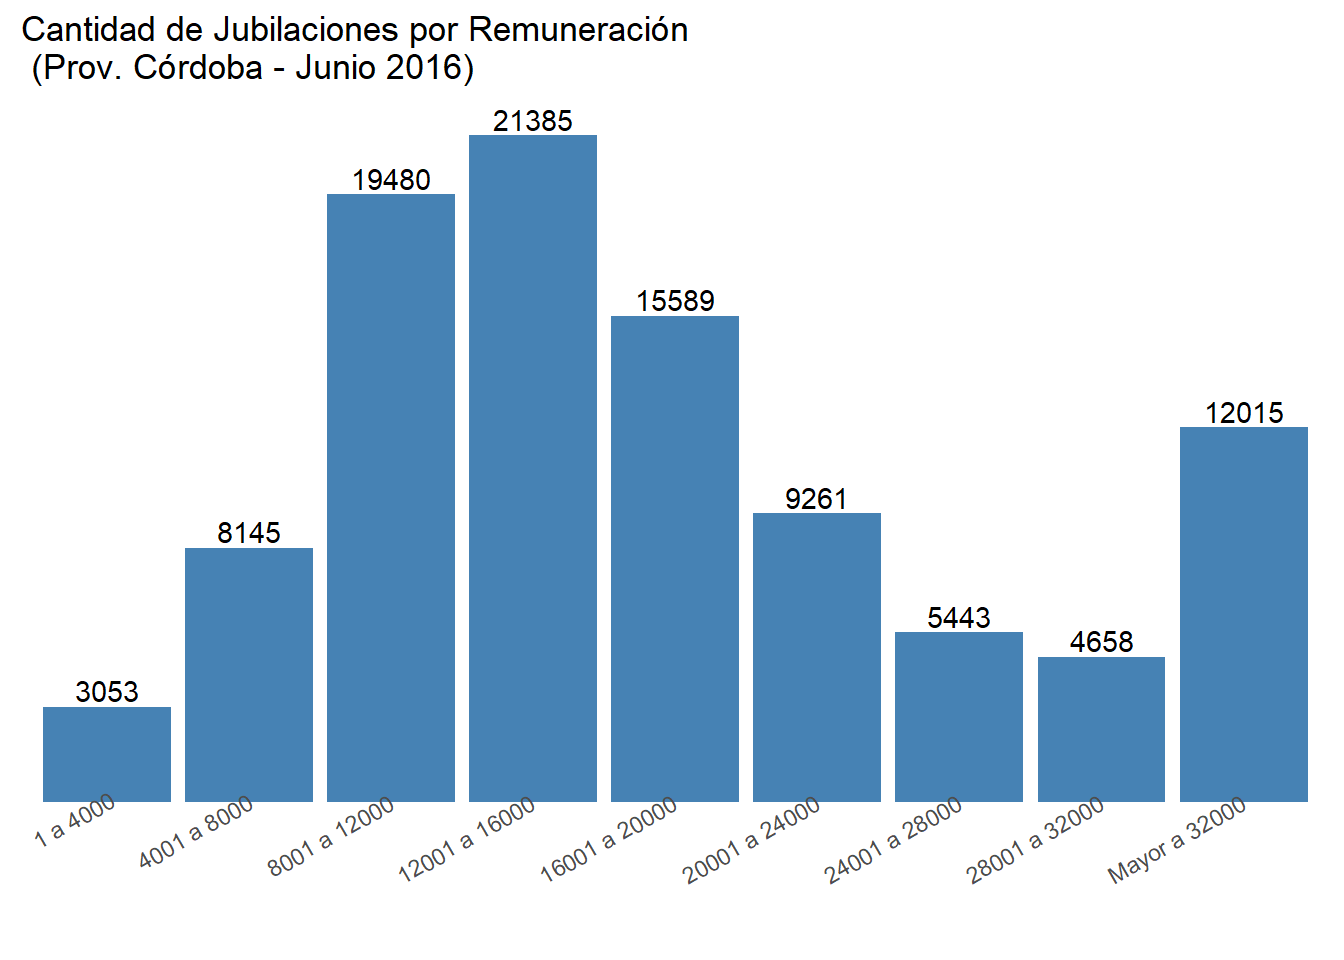 Cantidad de Jubilaciones por Remuneración
(Prov. Córdoba - Junio 2016)
21385
19480
15589
12015
9261
8145
5443
4658
3053
1 a 4000
4001 a 8000
8001 a 12000
12001 a 16000
16001 a 20000
20001 a 24000
24001 a 28000
28001 a 32000
Mayor a 32000